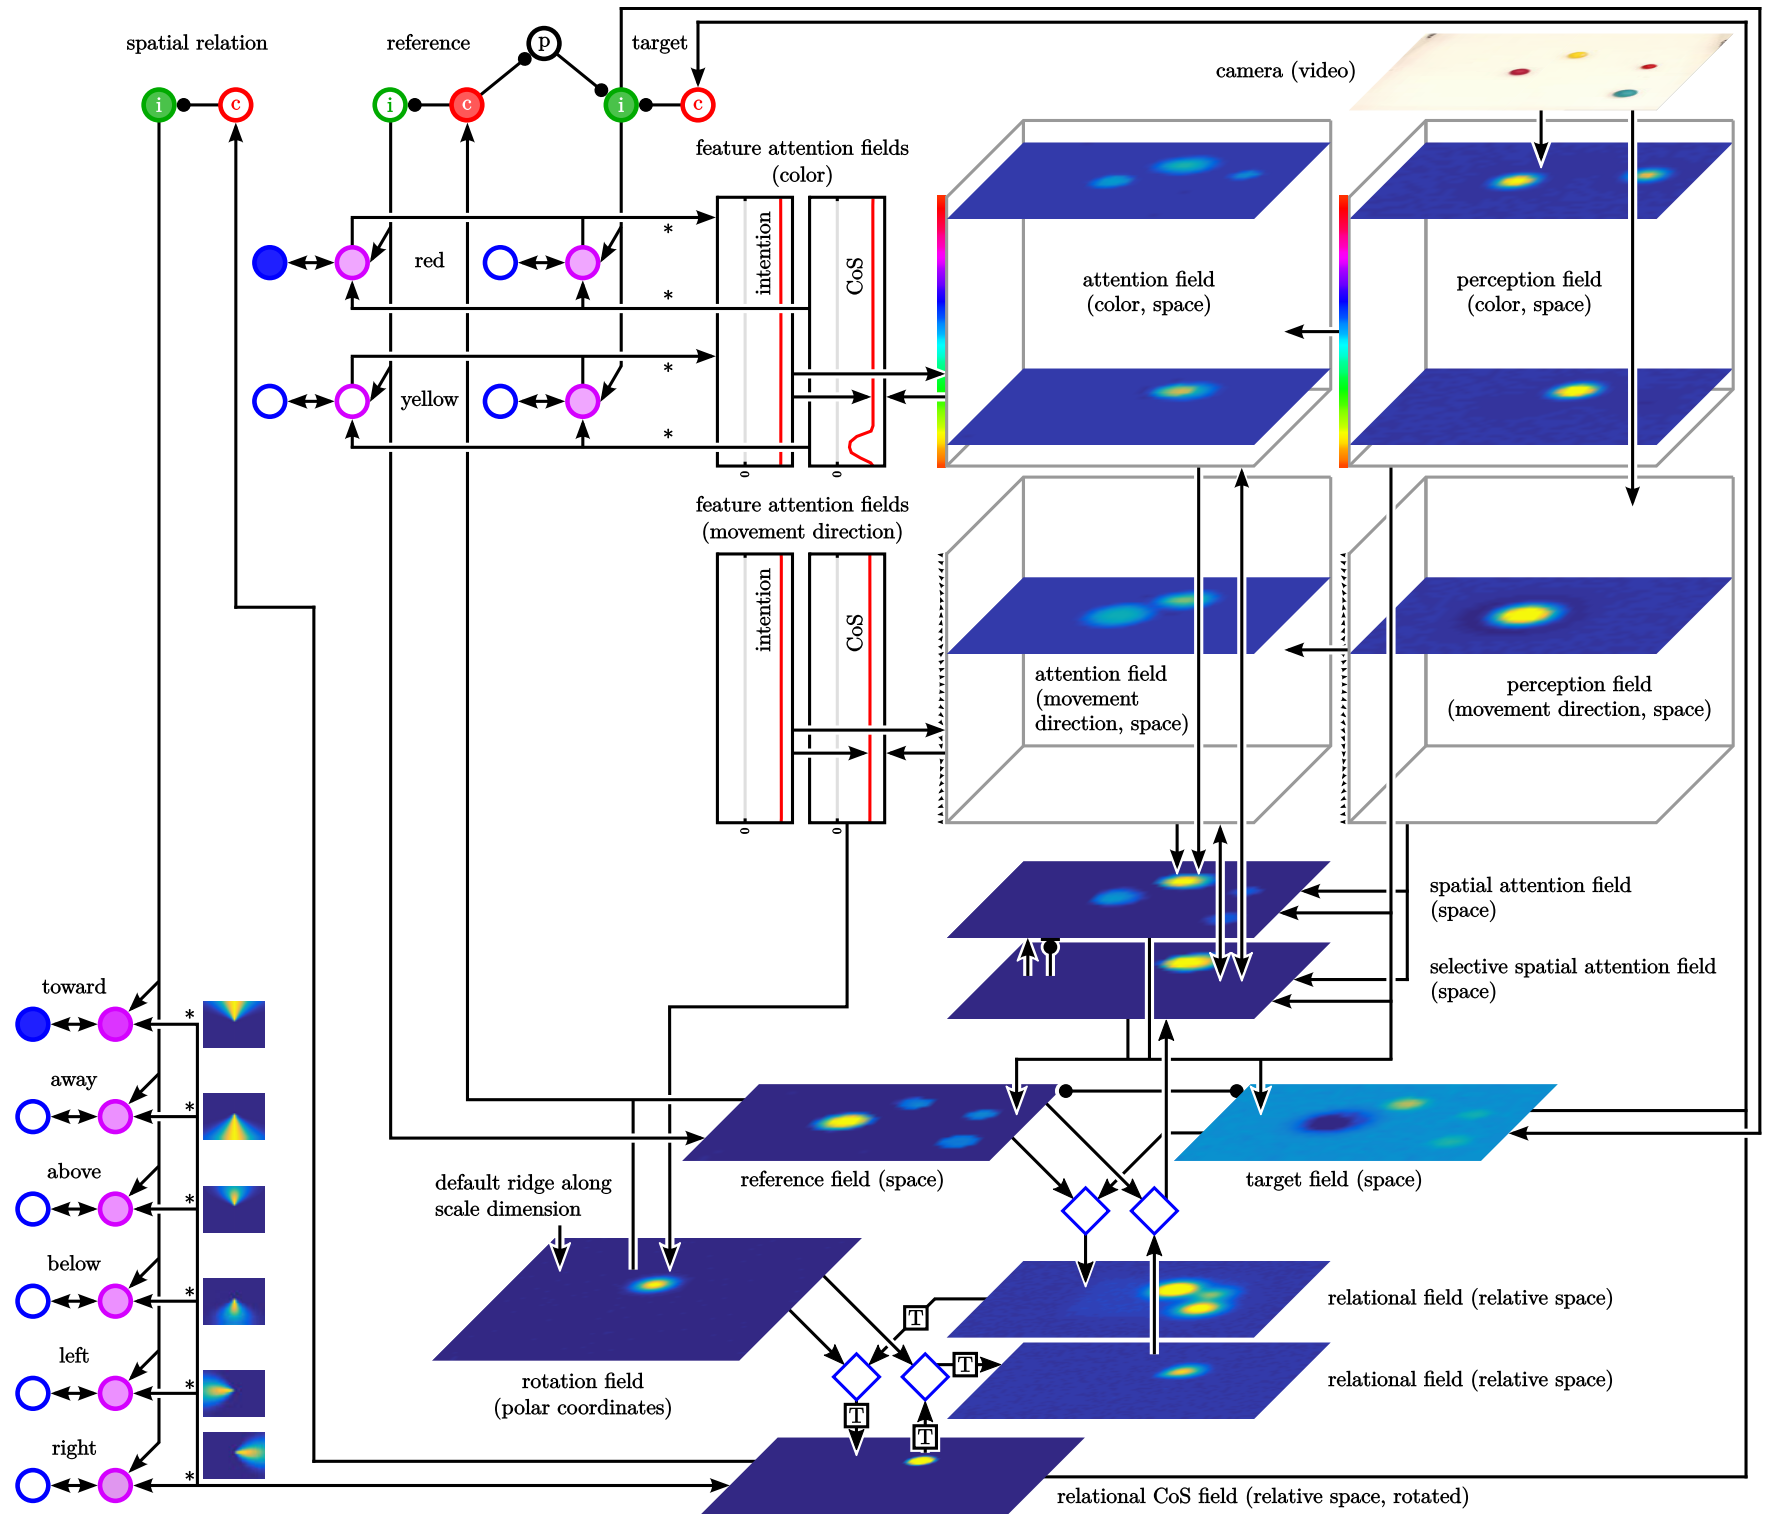 spatial relation
reference
p
target
i
c
i
c
i
c
camera (video)
feature attention fields
(color)
intention
CoS
*
red
*
attention field
(color, space)
perception field
(color, space)
*
yellow
*
0
0
feature attention fields
(movement direction)
intention
CoS
attention field
(movement
direction, space)
perception field
(movement direction, space)
0
0
spatial attention field
(space)
selective spatial attention field
(space)
toward
*
away
*
above
*
below
*
left
*
right
*
reference field (space)
target field (space)
default ridge along
scale dimension
T
relational field (relative space)
T
relational field (relative space)
rotation field
(polar coordinates)
T
T
relational CoS field (relative space, rotated)